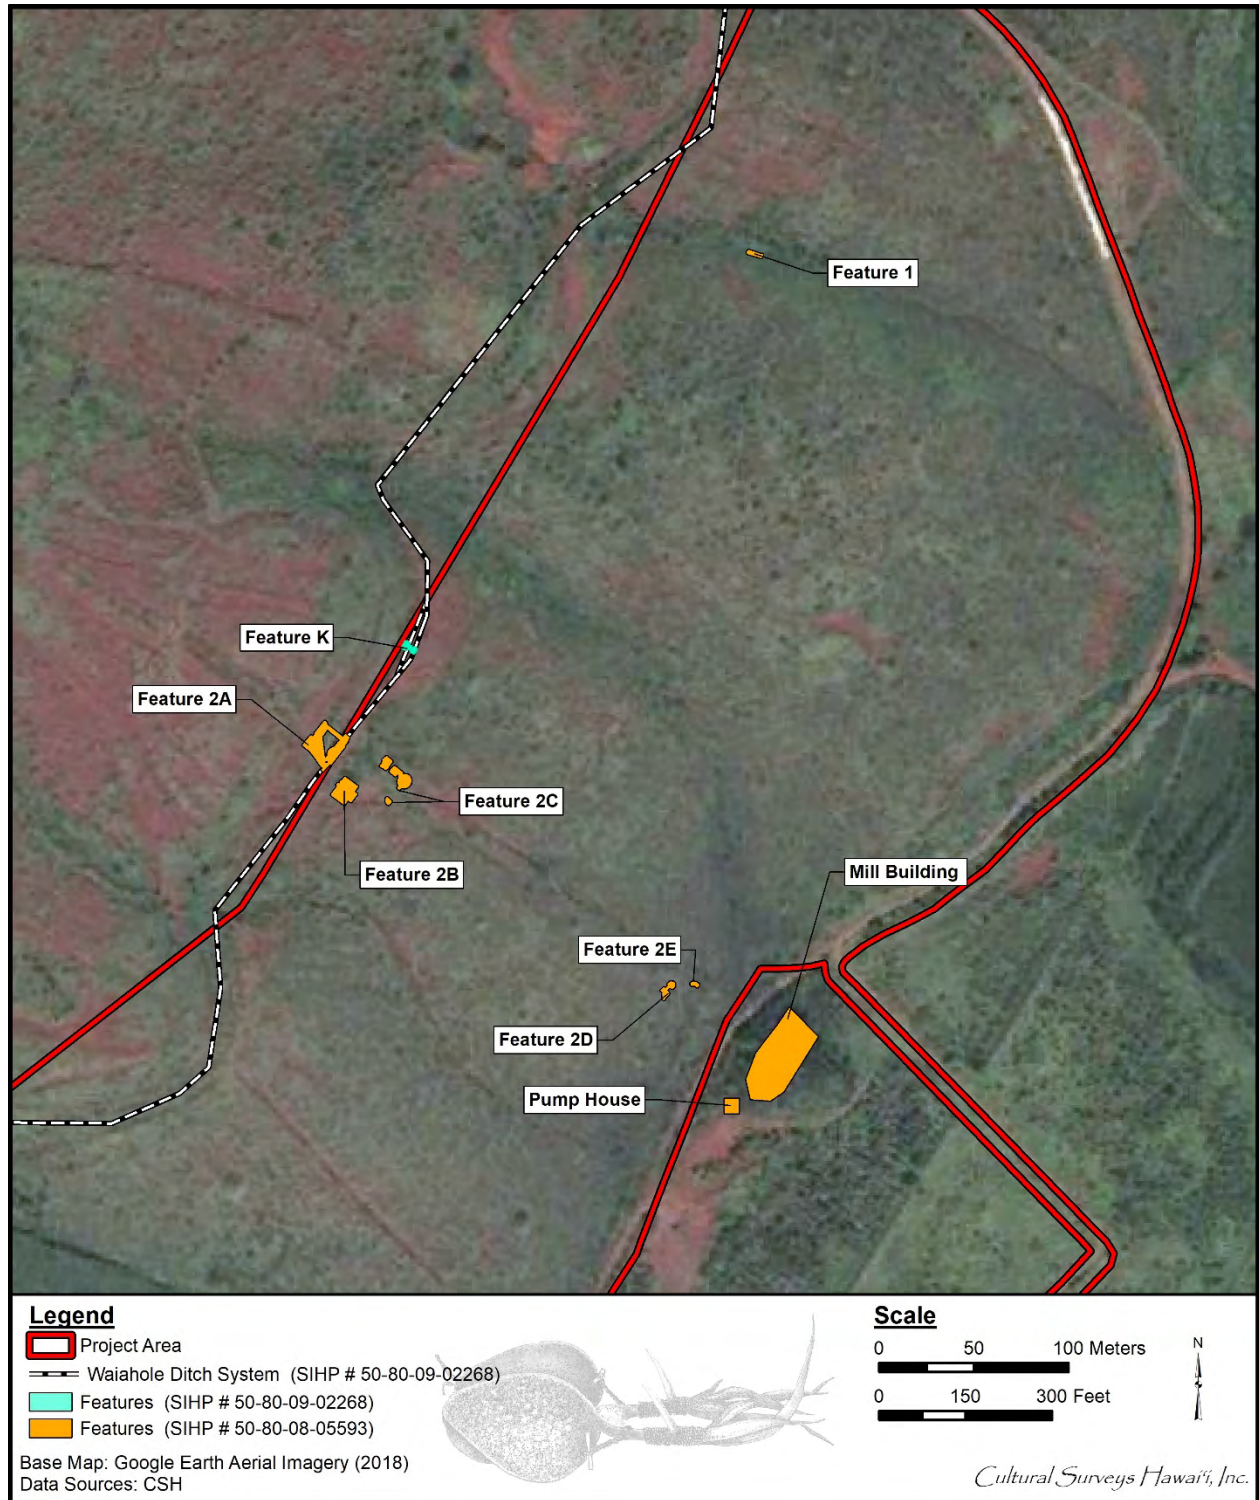 Feature 1
Feature K
Feature 2A
Feature 2C
Feature 2B
Mill Building
Feature 2E
Feature 2D
Pump House
Legend
Project Area
Waiahole Ditch System (SIHP # 50-80-09-02268)
Features (SIHP # 50-80-09-02268)
Features (SIHP # 50-80-08-05593)
Base Map: Google Earth Aerial Imagery (2018)
Data Sources: CSH
Scale
0 50 100 Meters
0 150 300 Feet
N
Cultural Surveys Hawaiʻi, Inc.